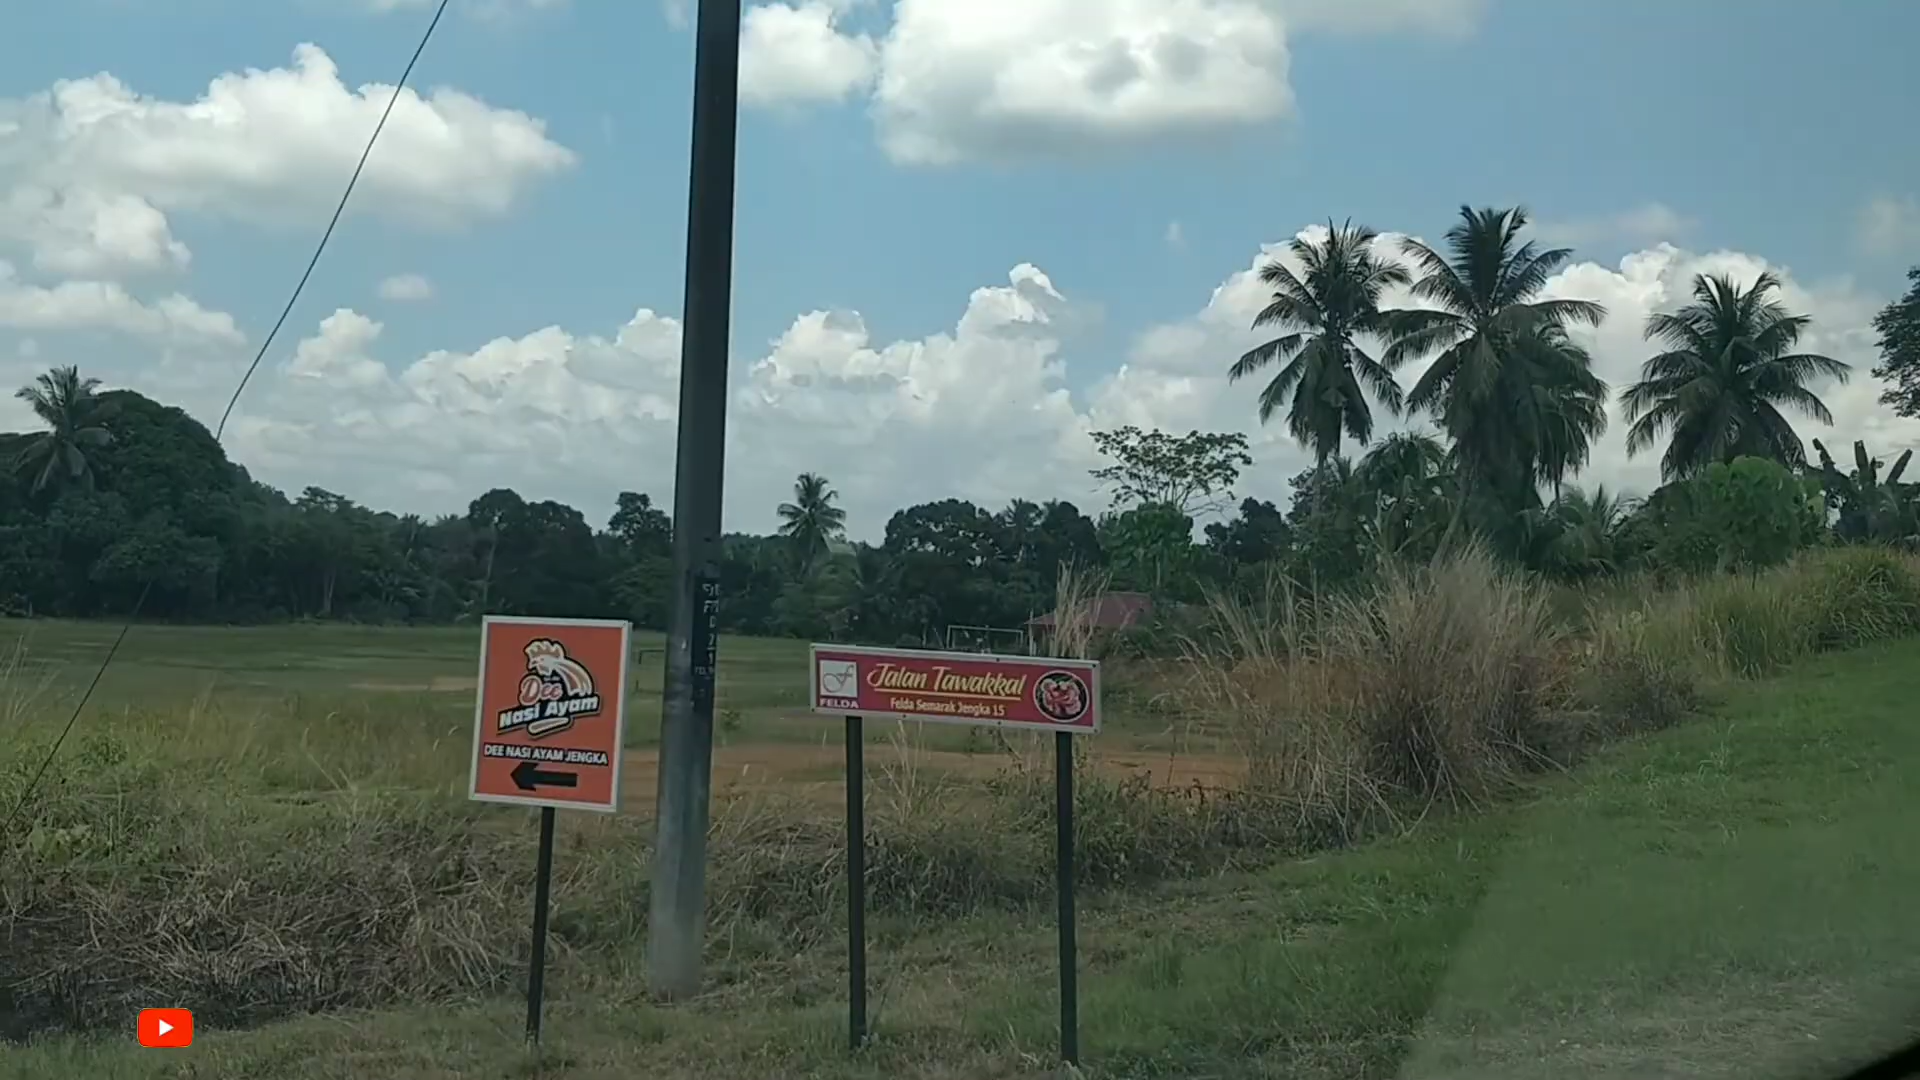 Dee
Nasi Ayam
DEE NASI AYAM JENGKA
FELDA
Jalan Tawakkal
Felda Semarak Jengka 15